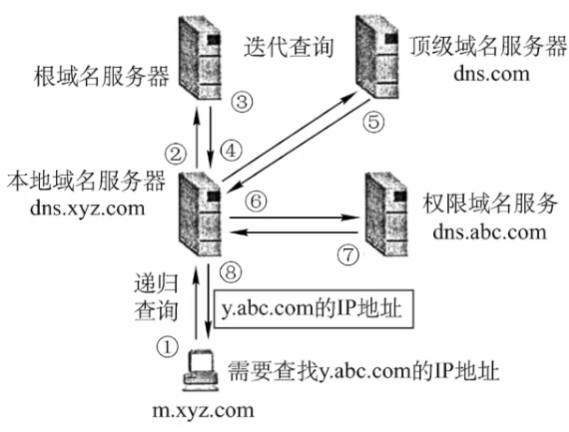 迭代查询
顶级域名服务器
dns.com
根域名服务器
③
⑤
②
④
本地域名服务器
dns.xyz.com
⑥
权限域名服务
dns.abc.com
⑦
⑧
递归
查询
y.abc.com的IP地址
①
需要查找y.abc.com的IP地址
m.xyz.com